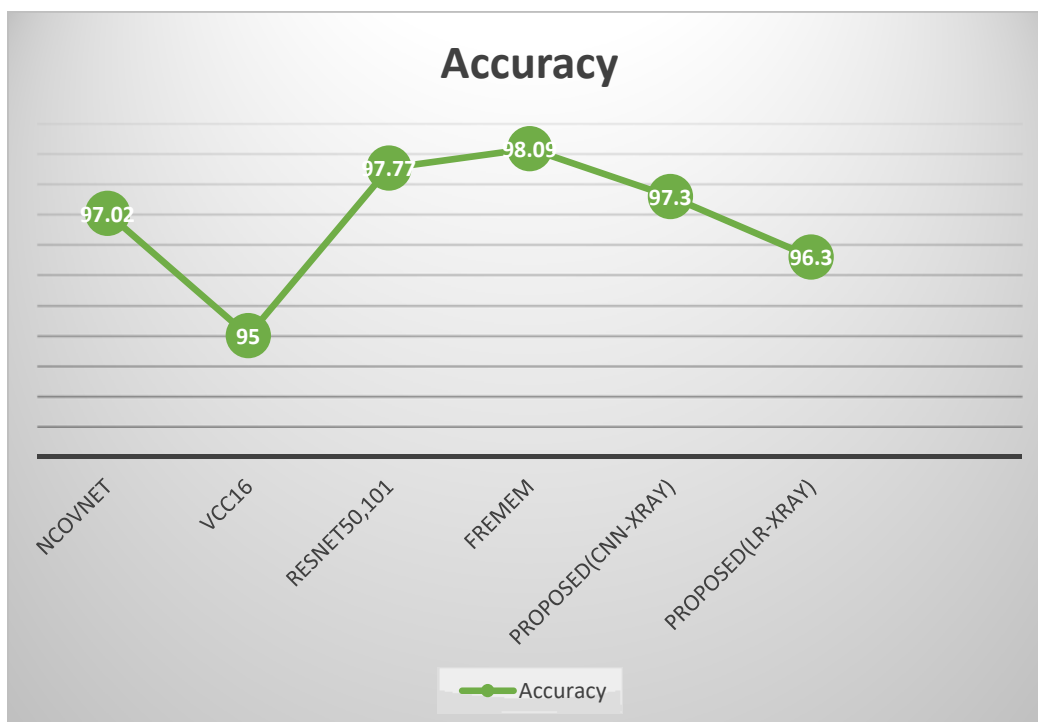 Accuracy
97.02
95
97.77
98.09
97.3
96.3
NCOVNET
VCC16
RESNET50,101
FREMEM
PROPOSED(CNN-XRAY)
PROPOSED(LR-XRAY)
Accuracy